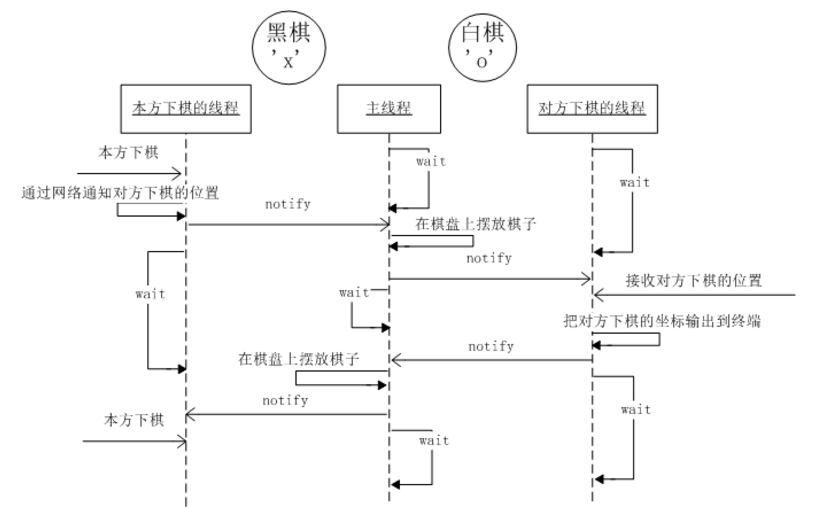 黑棋
'x'
白棋
'o'
本方下棋的线程
主线程
对方下棋的线程
本方下棋
wait
wait
通过网络通知对方下棋的位置
notify
在棋盘上摆放棋子
notify
接收对方下棋的位置
wait
wait
把对方下棋的坐标输出到终端
notify
在棋盘上摆放棋子
notify
wait
本方下棋
wait